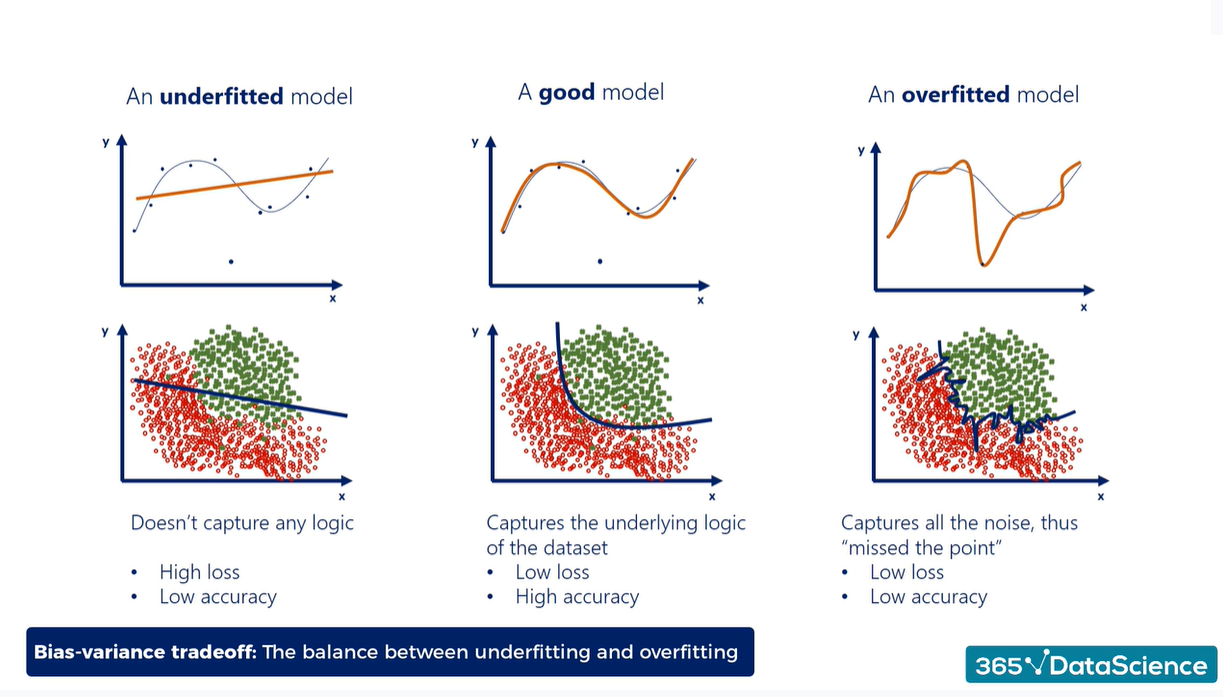 An underfitted model
A good model
An overfitted model
y
x
y
x
y
x
y
x
y
x
y
x
Doesn't capture any logic
• High loss
• Low accuracy
Captures the underlying logic
of the dataset
• Low loss
• High accuracy
Captures all the noise, thus
“missed the point”
• Low loss
• Low accuracy
Bias-variance tradeoff: The balance between underfitting and overfitting
365 DataScience